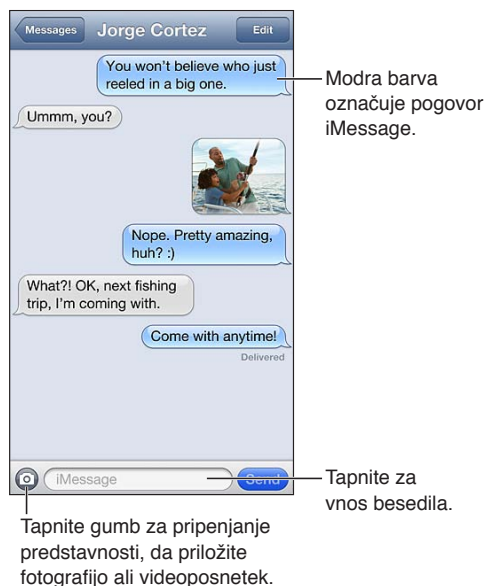 Messages
Jorge Cortez
Edit
You won't believe who just
reeled in a big one.
Modra barva
označuje pogovor
iMessage.
Ummm, you?
Nope. Pretty amazing,
huh? :)
What?! OK, next fishing
trip, I'm coming with.
Come with anytime!
Delivered
iMessage
Send
Tapnite za
vnos besedila.
Tapnite gumb za pripenjanje
predstavnosti, da priložite
fotografijo ali videoposnetek.